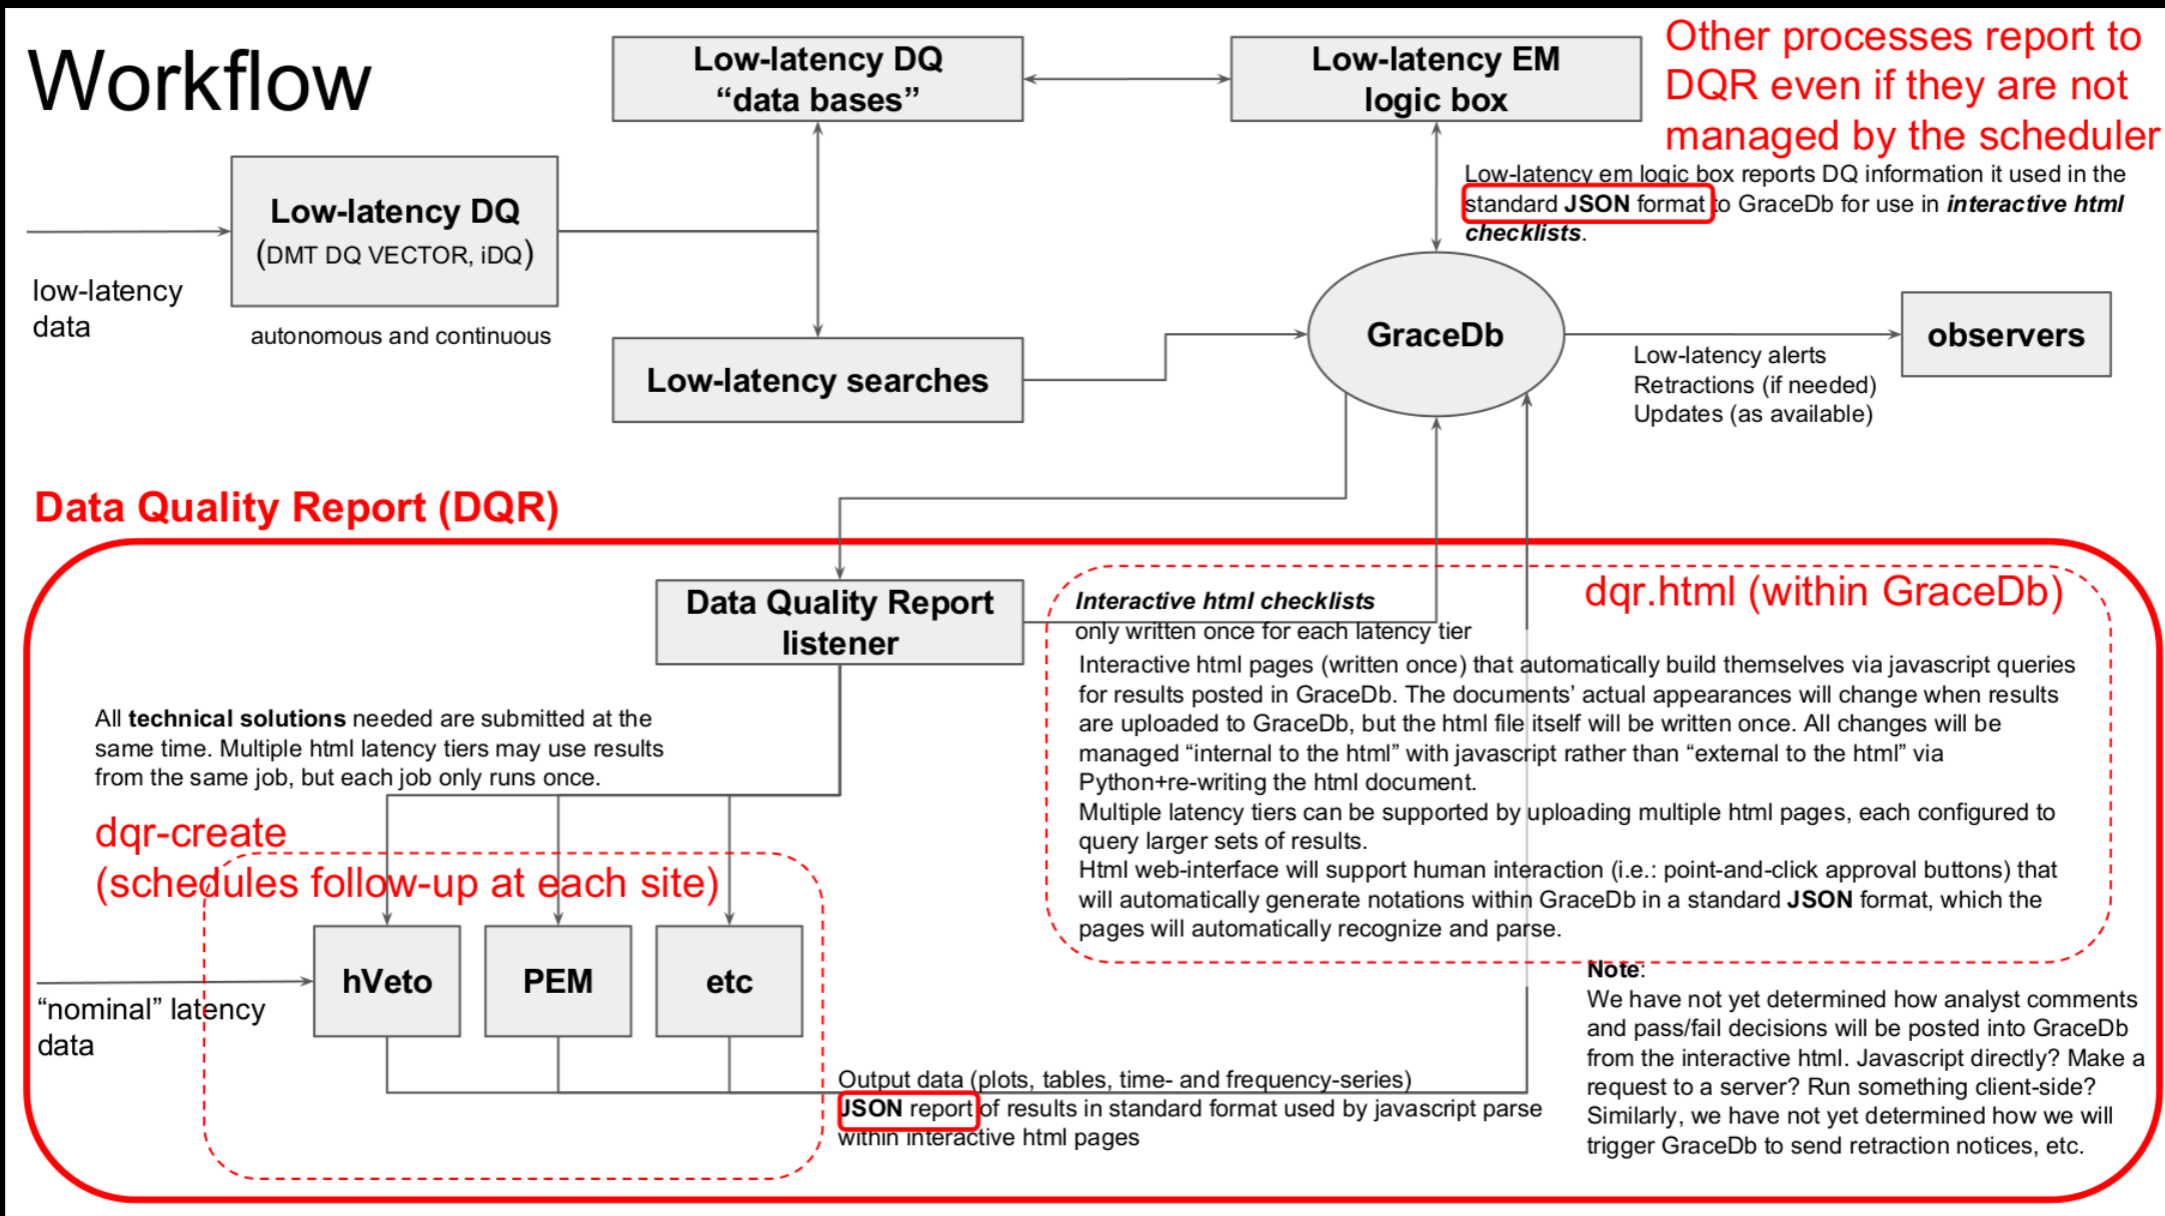 Workflow
Low-latency DQ
“data bases”
Low-latency EM
logic box
Other processes report to
DQR even if they are not
managed by the scheduler
Low-latency em logic box reports DQ information it used in the
standard JSON format to GraceDb for use in interactive html
checklists.
Low-latency DQ
(DMT DQ VECTOR, iDQ)
low-latency
data
autonomous and continuous
Low-latency searches
GraceDb
observers
Low-latency alerts
Retractions (if needed)
Updates (as available)
Data Quality Report (DQR)
Data Quality Report
listener
dqr.html (within GraceDb)
Interactive html checklists
only written once for each latency tier
Interactive html pages (written once) that automatically build themselves via javascript queries
for results posted in GraceDb. The documents’ actual appearances will change when results
are uploaded to GraceDb, but the html file itself will be written once. All changes will be
managed “internal to the html” with javascript rather than “external to the html” via
Python+re-writing the html document.
Multiple latency tiers can be supported by uploading multiple html pages, each configured to
query larger sets of results.
Html web-interface will support human interaction (i.e.: point-and-click approval buttons) that
will automatically generate notations within GraceDb in a standard JSON format, which the
pages will automatically recognize and parse.
All technical solutions needed are submitted at the
same time. Multiple html latency tiers may use results
from the same job, but each job only runs once.
dqr-create
(schedules follow-up at each site)
hVeto
PEM
etc
“nominal” latency
data
Output data (plots, tables, time- and frequency-series)
JSON report of results in standard format used by javascript parse
within interactive html pages
Note:
We have not yet determined how analyst comments
and pass/fail decisions will be posted into GraceDb
from the interactive html. Javascript directly? Make a
request to a server? Run something client-side?
Similarly, we have not yet determined how we will
trigger GraceDb to send retraction notices, etc.